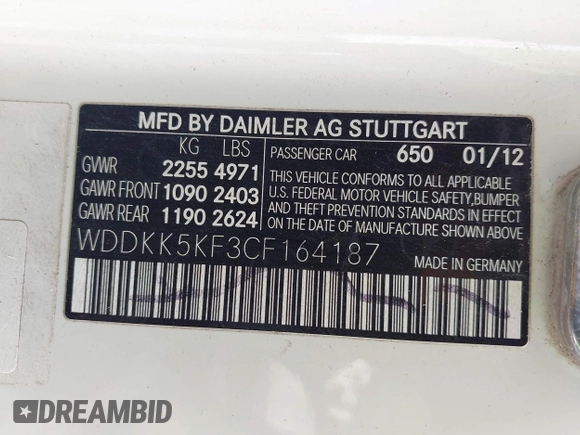 MFD BY DAIMLER AG STUTTGART
KG LBS
GVWR 2255 4971
GAWR FRONT 1090 2403
GAWR REAR 1190 2624
PASSENGER CAR 650 01/12
THIS VEHICLE CONFORMS TO ALL APPLICABLE
U.S. FEDERAL MOTOR VEHICLE SAFETY,BUMPER
AND THEFT PREVENTION STANDARDS IN EFFECT
ON THE DATE OF MANUFACTURE SHOWN ABOVE
WDDKK5KF3CF164187 MADE IN GERMANY
DREAMBID